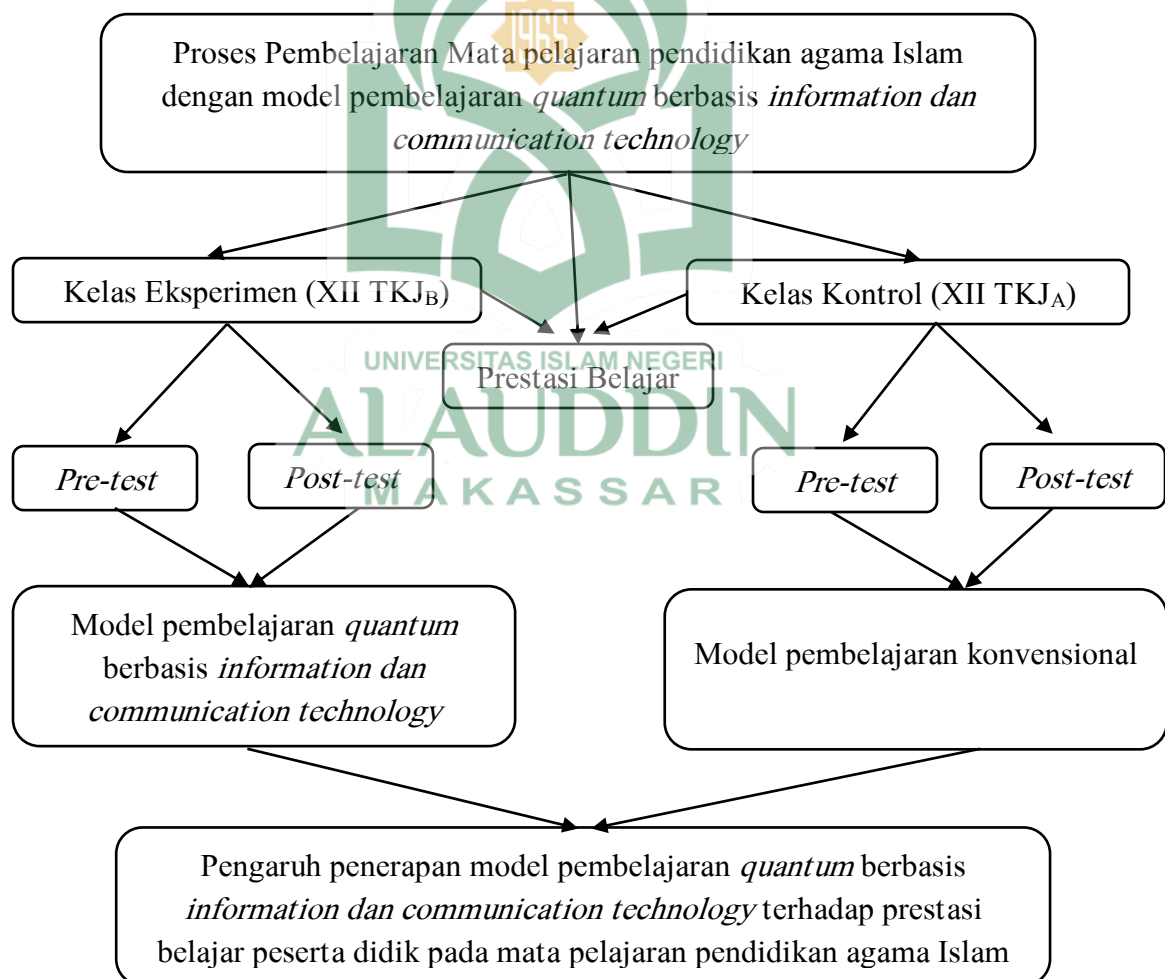 1965
Proses Pembelajaran Mata pelajaran pendidikan agama Islam
dengan model pembelajaran quantum berbasis information dan
communication technology
Kelas Eksperimen (XII TKJB)
Kelas Kontrol (XII TKJA)
UNIVERSITAS ISLAM NEGERI
Prestasi Belajar
ALAUDDIN
MAKASSAR
Pre-test
Post-test
Pre-test
Post-test
Model pembelajaran quantum
berbasis information dan
communication technology
Model pembelajaran konvensional
Pengaruh penerapan model pembelajaran quantum berbasis
information dan communication technology terhadap prestasi
belajar peserta didik pada mata pelajaran pendidikan agama Islam